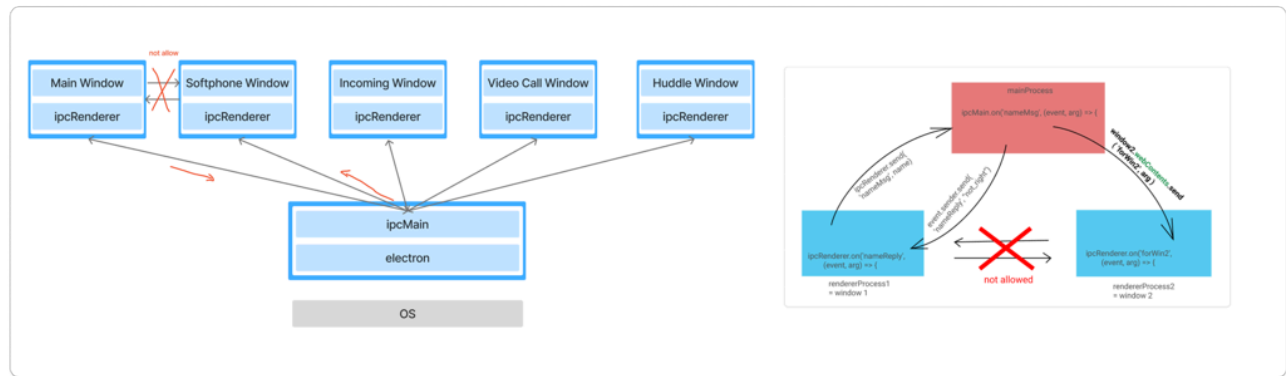 not allow
Main Window
ipcRenderer
Softphone Window
ipcRenderer
Incoming Window
ipcRenderer
Video Call Window
ipcRenderer
Huddle Window
ipcRenderer
ipcMain
electron
OS
mainProcess
ipcMain.on('nameMsg', (event, arg) => {
ipcRenderer.send(
'nameMsg', name)
event.sender.send(
'nameReply', "not_right")
window2.webContents.send
( 'forWin2', arg )
ipcRenderer.on('nameReply',
(event, arg) => {
not allowed
ipcRenderer.on('forWin2',
(event, arg) => {
rendererProcess1
= window 1
rendererProcess2
= window 2